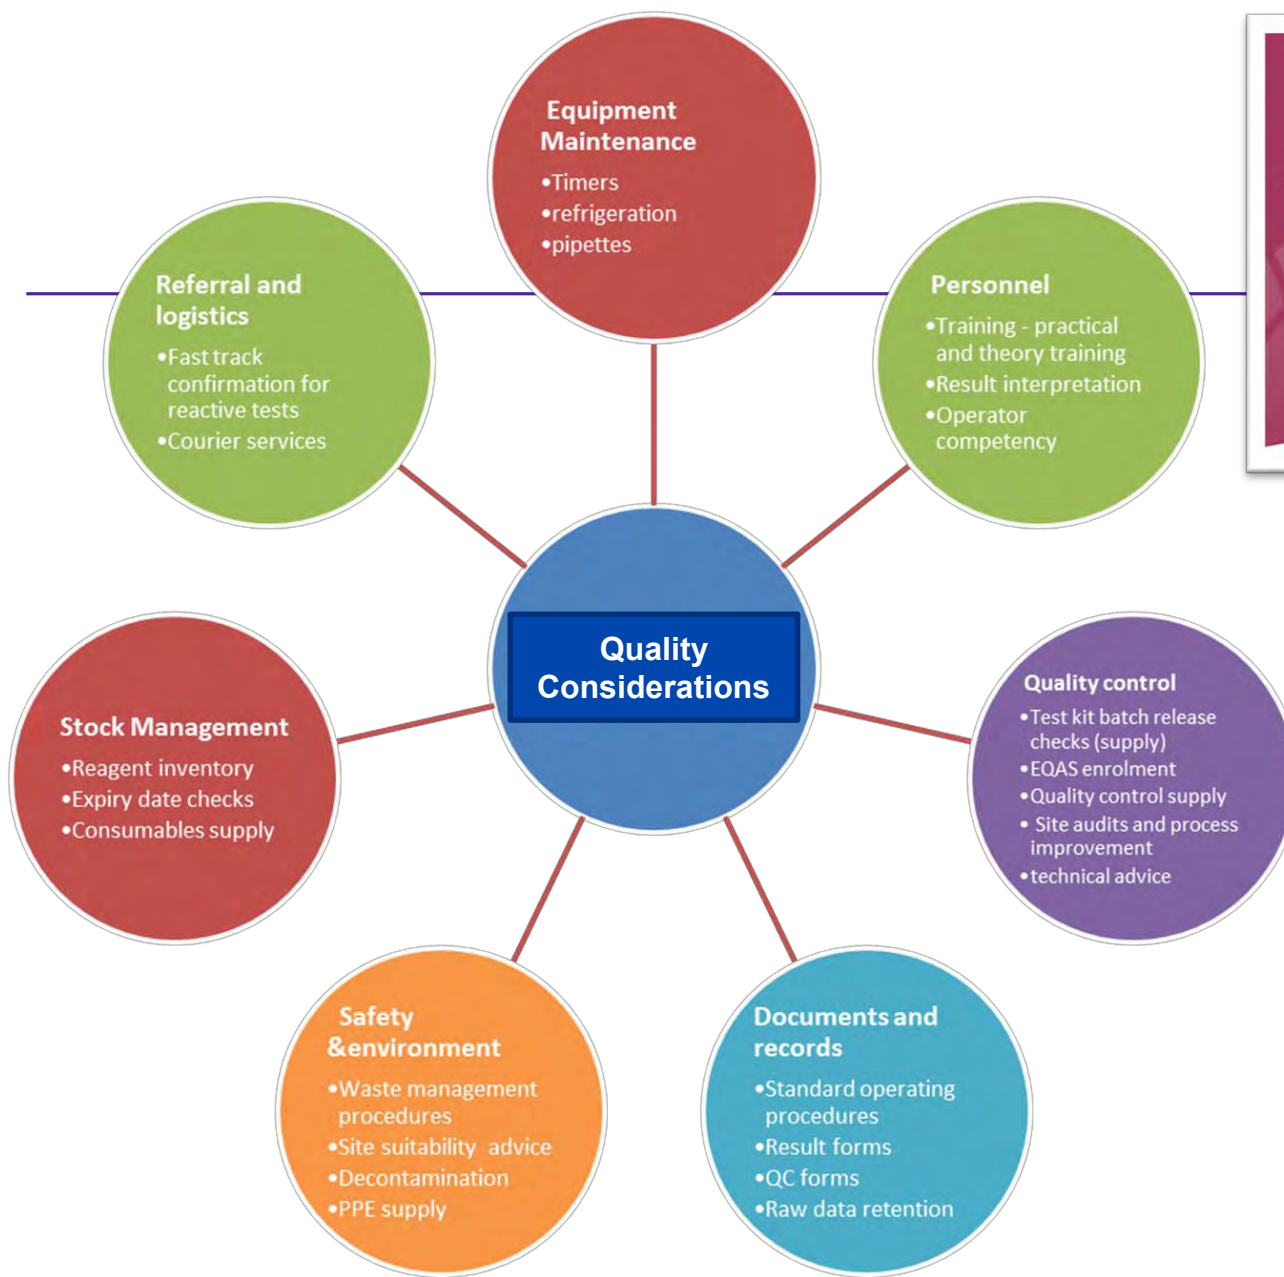 Equipment
Maintenance
•Timers
•refrigeration
•pipettes
Referral and
logistics
•Fast track
confirmation for
reactive tests
•Courier services
Personnel
•Training - practical
and theory training
•Result interpretation
•Operator
competency
Quality
Considerations
Stock Management
•Reagent inventory
•Expiry date checks
•Consumables supply
Quality control
•Test kit batch release
checks (supply)
•EQAS enrolment
•Quality control supply
• Site audits and process
improvement
•technical advice
Safety
&environment
•Waste management
procedures
•Site suitability advice
•Decontamination
•PPE supply
Documents and
records
•Standard operating
procedures
•Result forms
•QC forms
•Raw data retention